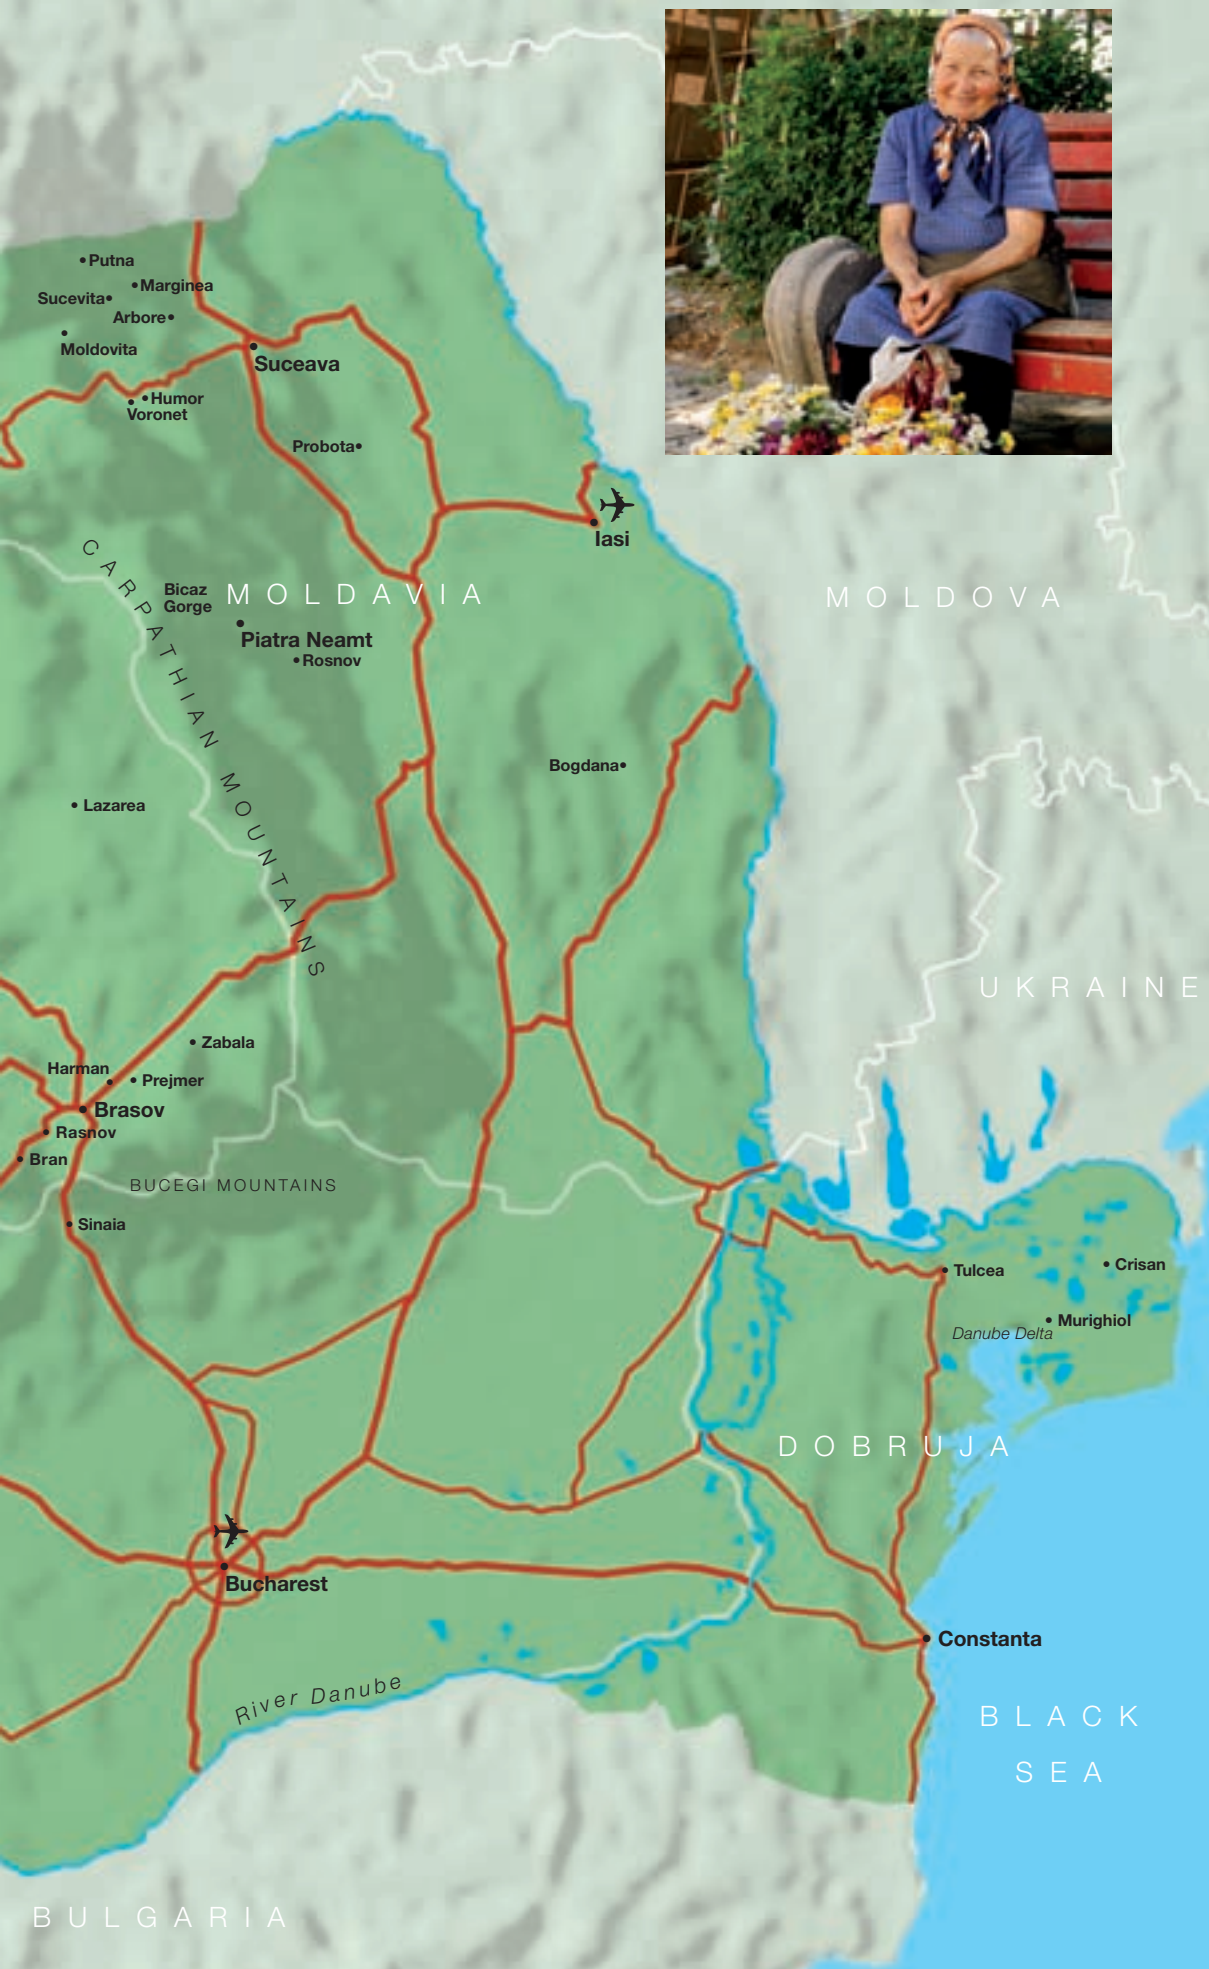 Putna
Marginea
Sucevita
Arbore
Moldovita
Suceava
Humor
Voronet
Probota
Iasi
CARPATHIAN MOUNTAINS
Bicaz
Gorge
MOLDAVIA
MOLDOVA
Piatra Neamt
Rosnov
Bogdana
Lazarea
UKRAINE
Zabala
Harman
Prejmer
Brasov
Rasnov
Bran
BUCEGI MOUNTAINS
Sinaia
Tulcea
Crisan
Murighiol
Danube Delta
DOBRUJA
Bucharest
Constanta
River Danube
BLACK
SEA
BULGARIA